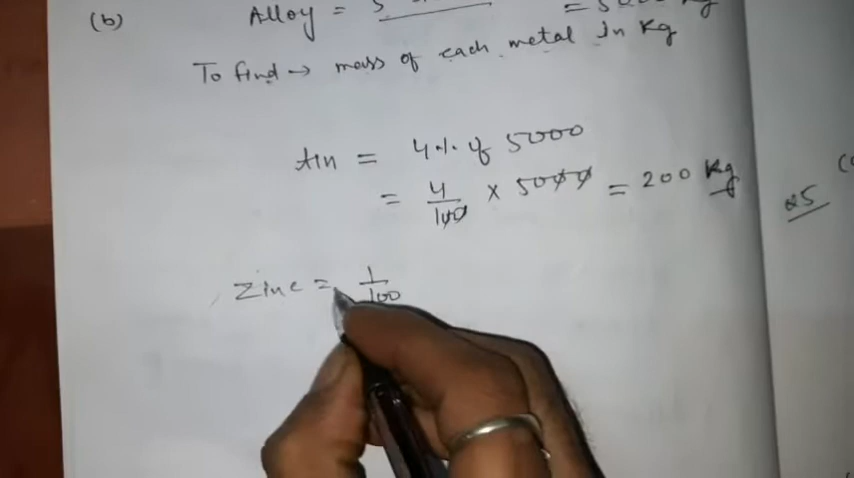 (b) Alloy =
To find → mass of each metal in Kg
tin = 4% of 5000
= 4/100 × 5000 = 200 Kg
Zinc = 1/100